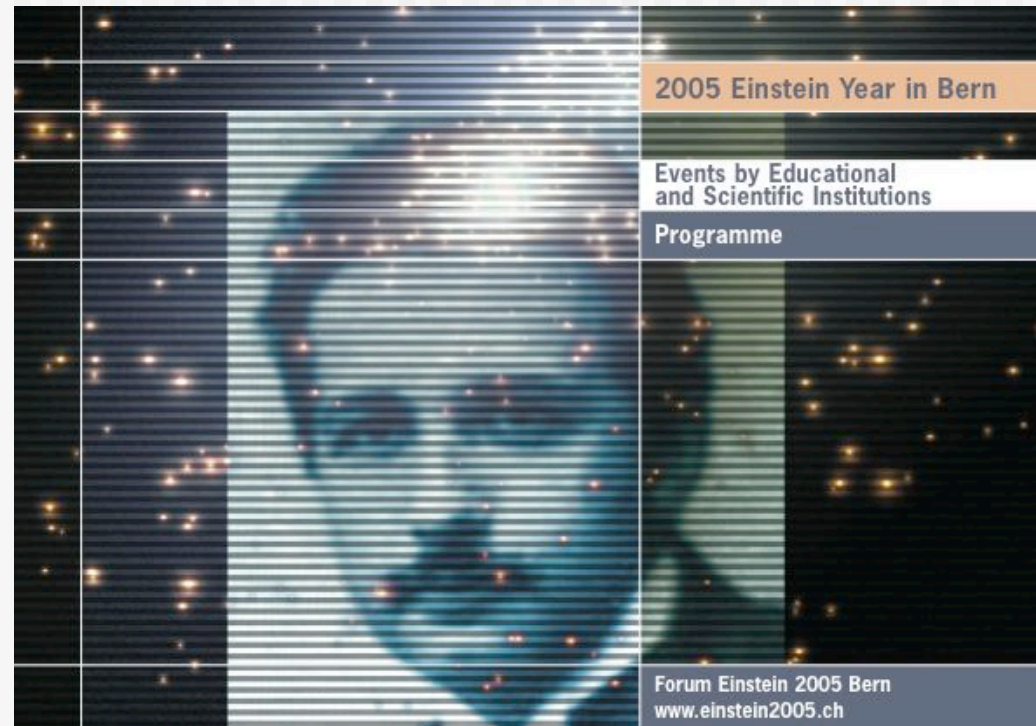 2005 Einstein Year in Bern
Events by Educational
and Scientific Institutions
Programme
Forum Einstein 2005 Bern
www.einstein2005.ch